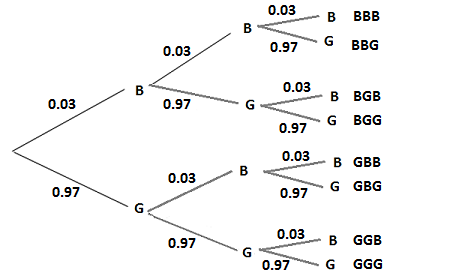 0.03 B BBB
B
0.03 0.97 G BBG
0.03 B 0.97 G 0.03 B BGB
0.97 G BGG
0.97 G 0.03 B 0.03 B GBB
0.97 G GBG
0.97 G 0.03 B GGB
0.97 G GGG